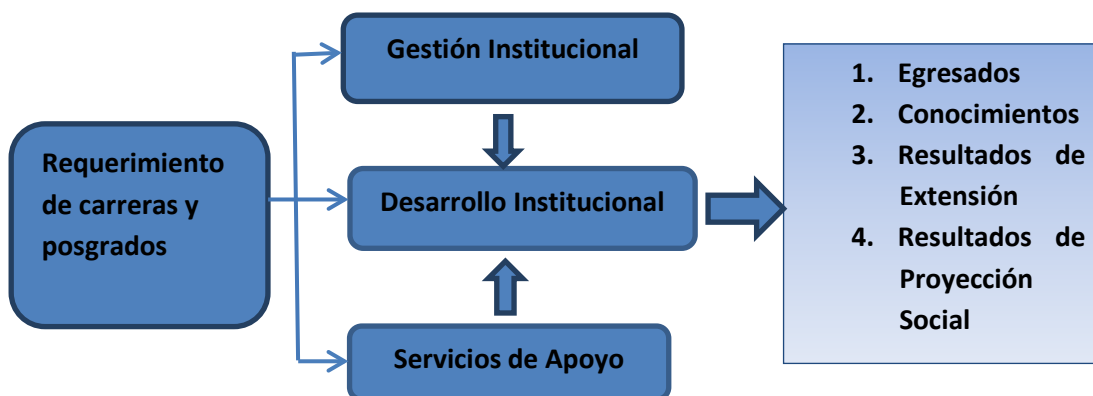 Requerimiento
de carreras y
posgrados
Gestión Institucional
Desarrollo Institucional
Servicios de Apoyo
1. Egresados
2. Conocimientos
3. Resultados de
Extensión
4. Resultados de
Proyección
Social